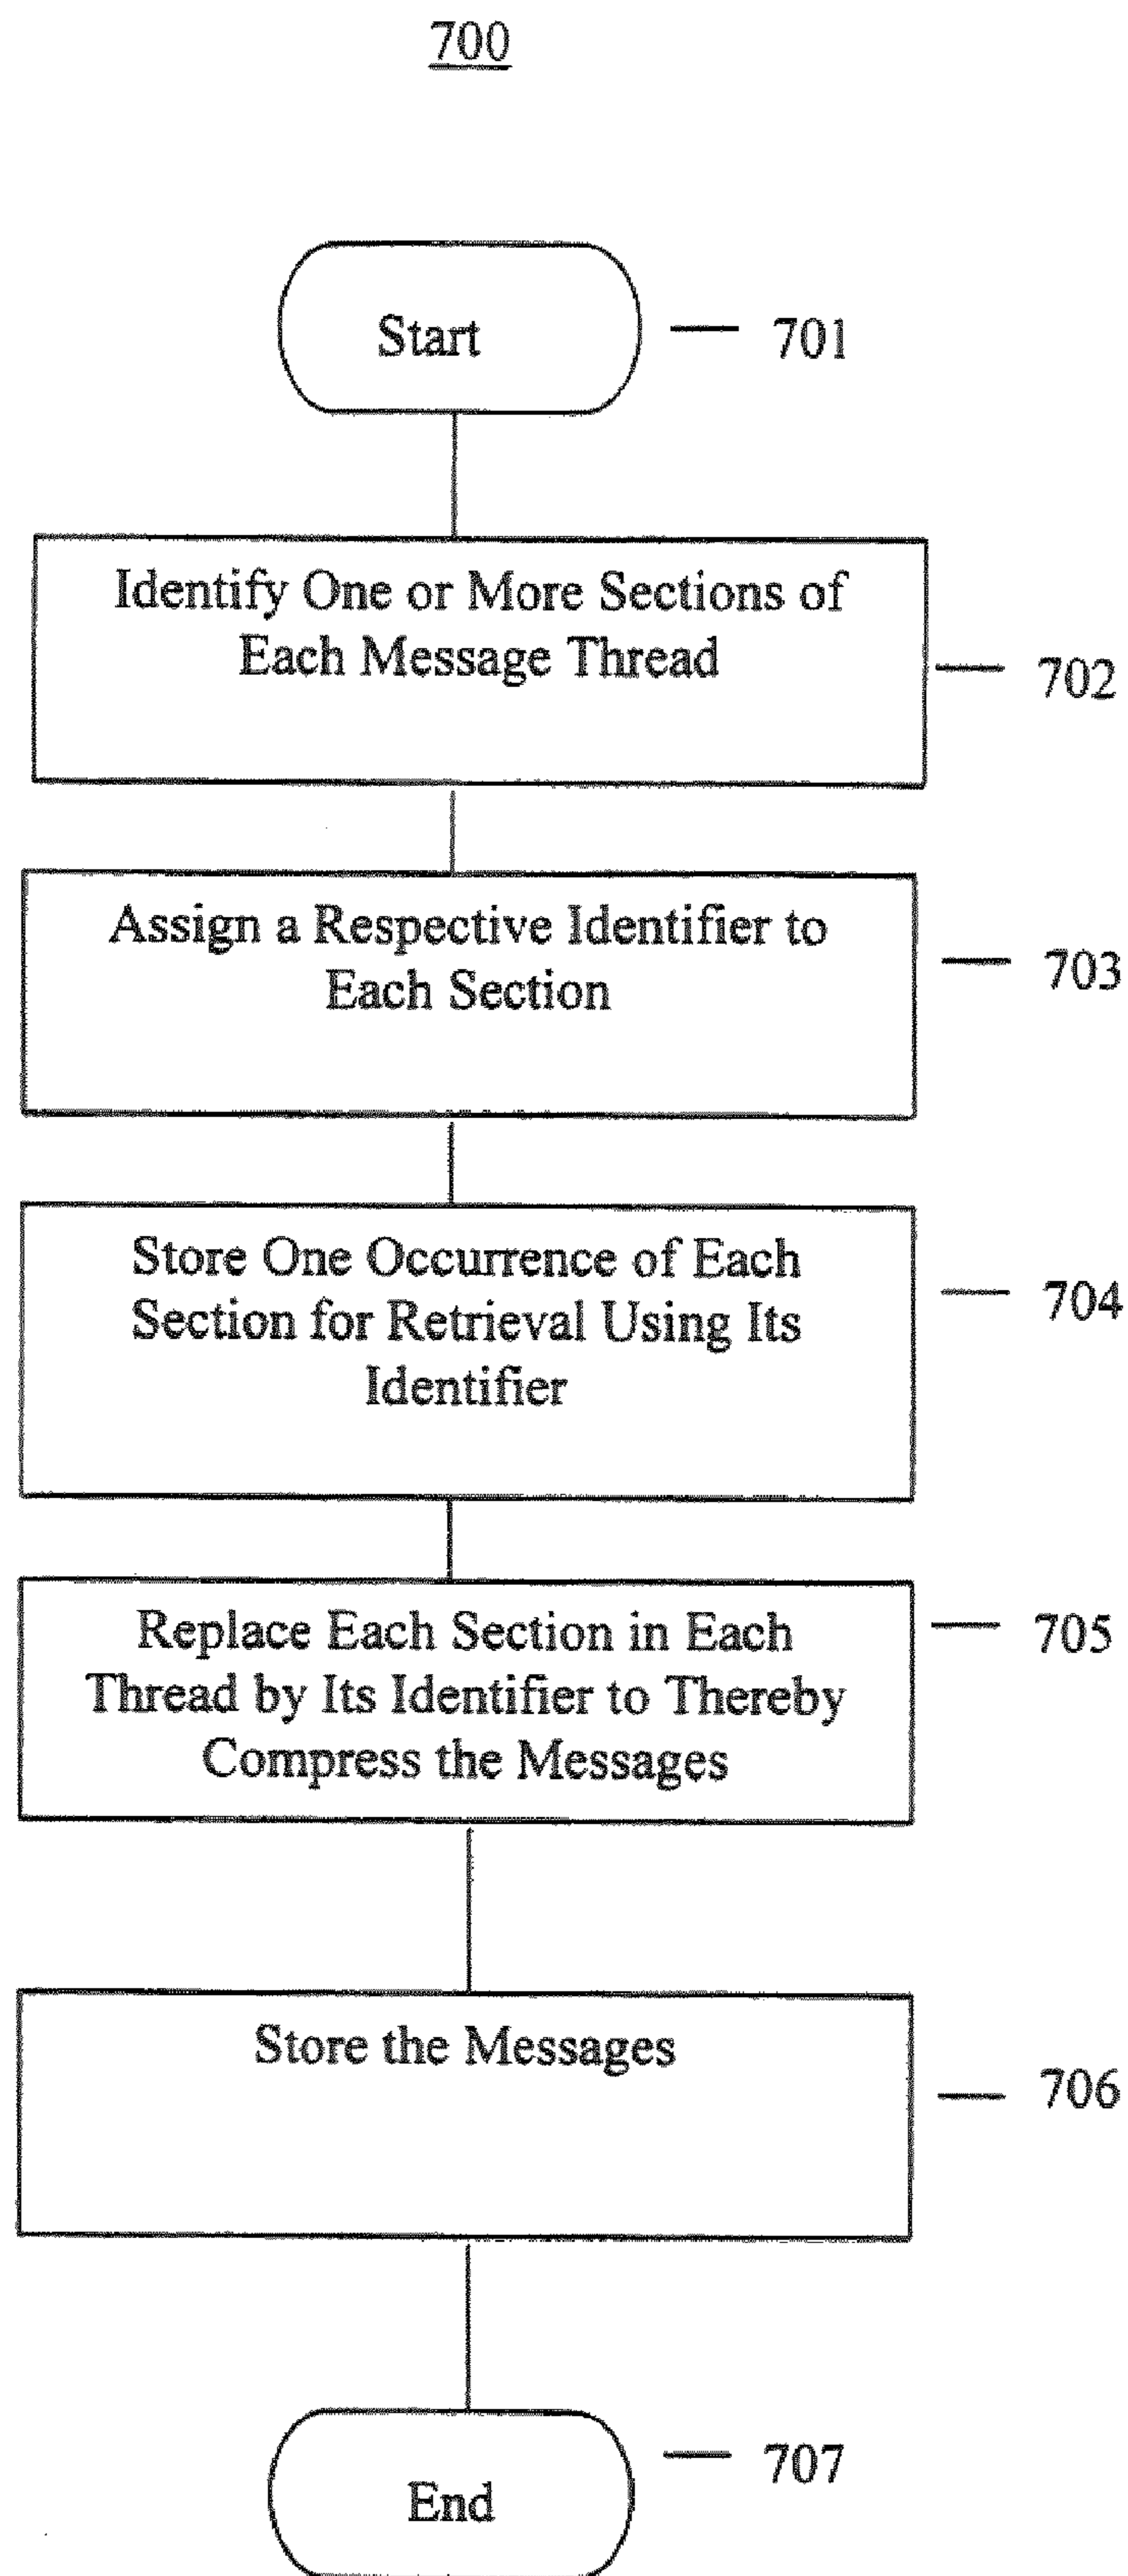 700
Start
701
Identify One or More Sections of
Each Message Thread
702
Assign a Respective Identifier to
Each Section
703
Store One Occurrence of Each
Section for Retrieval Using Its
Identifier
704
Replace Each Section in Each
Thread by Its Identifier to Thereby
Compress the Messages
705
Store the Messages
706
End
707